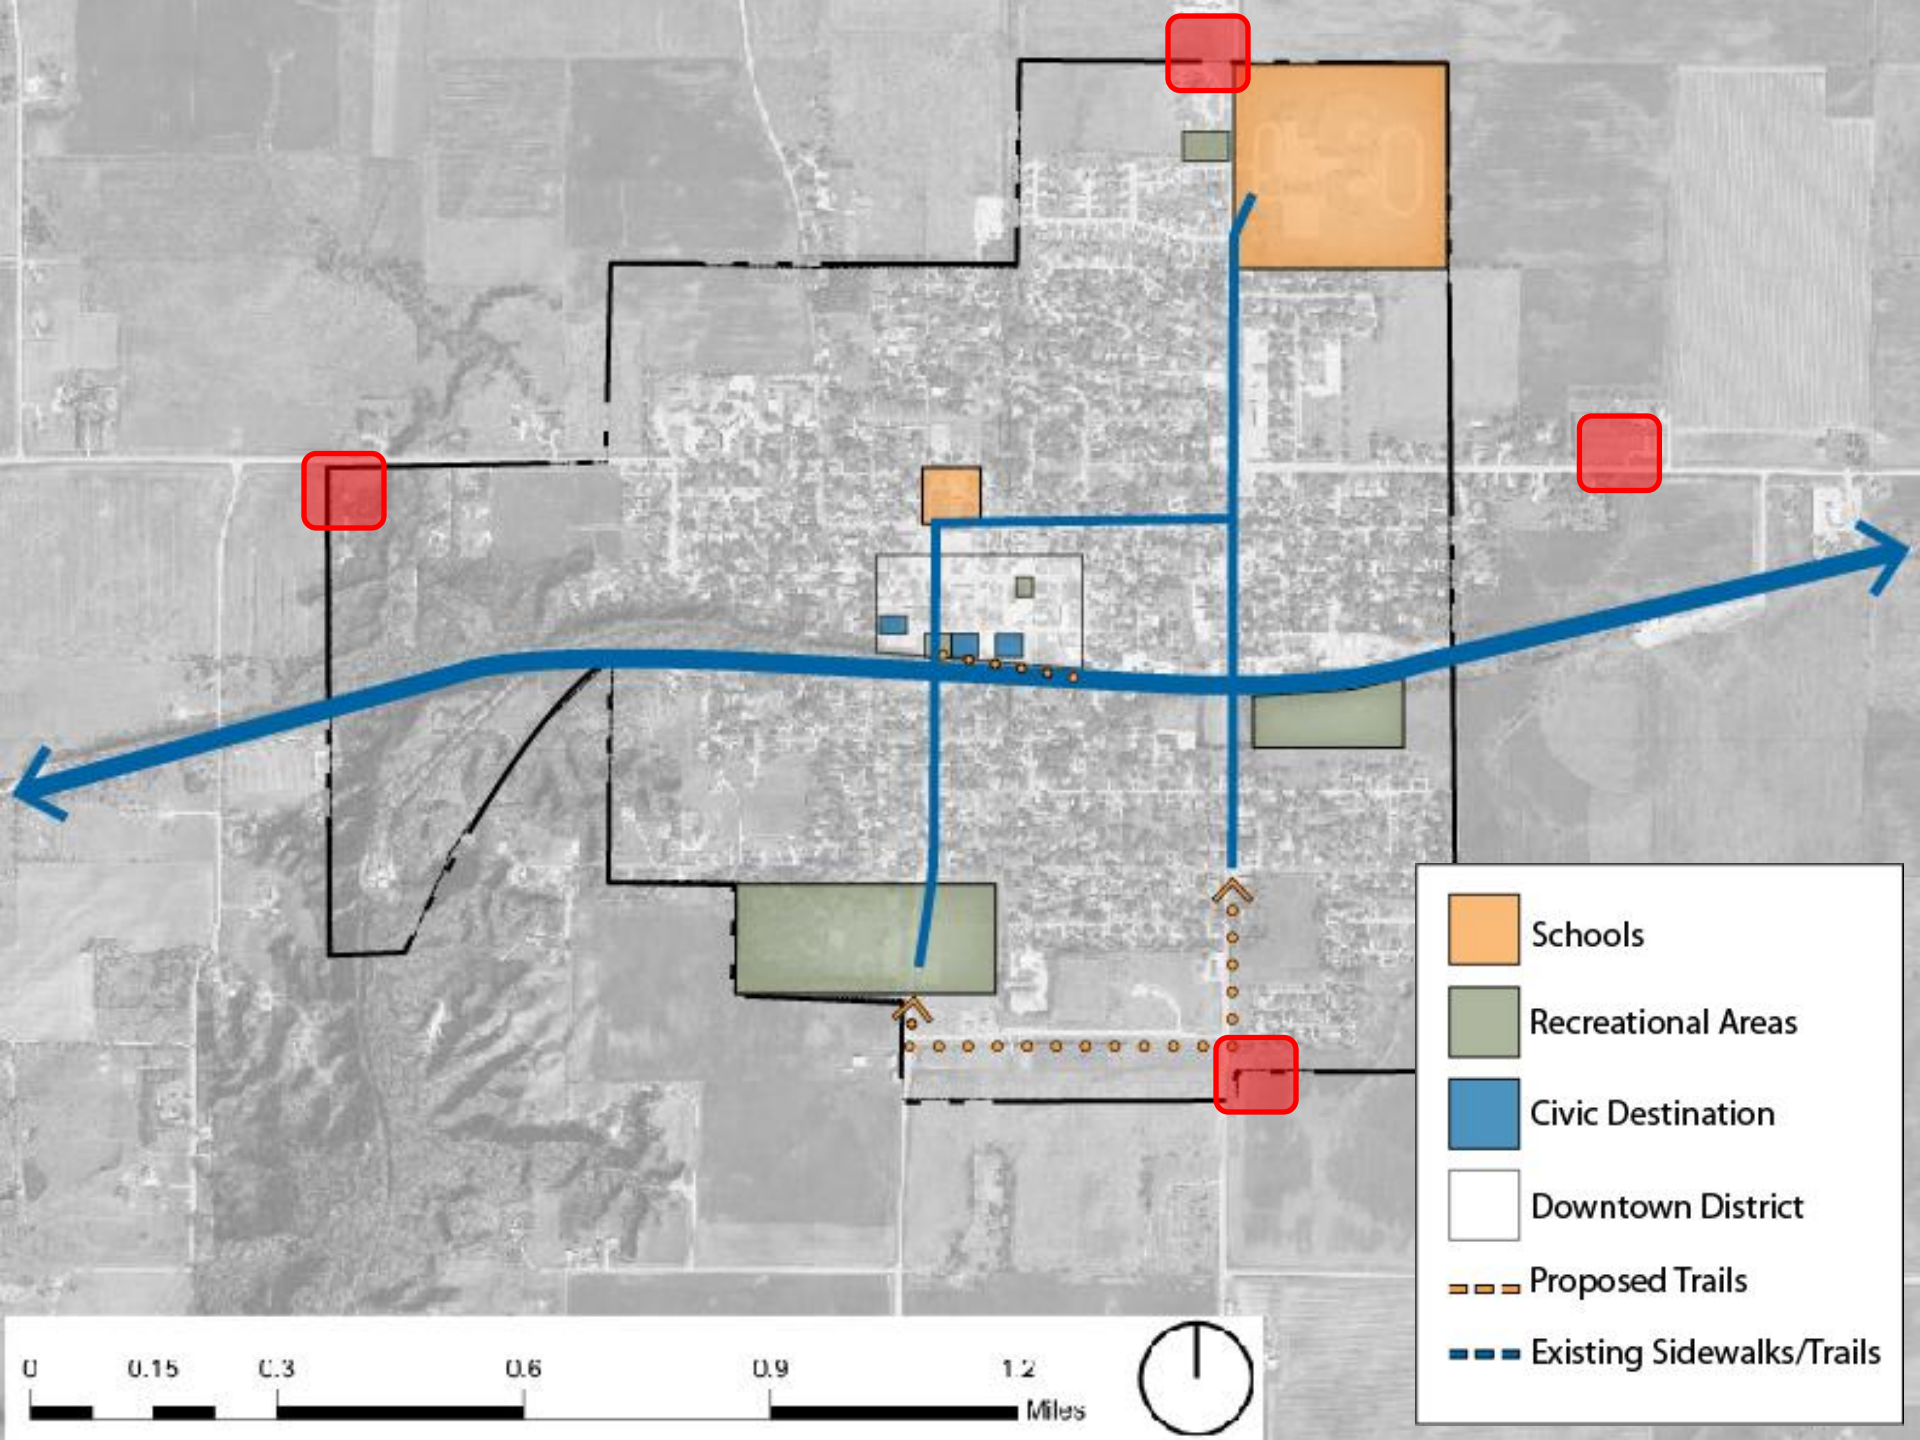 Schools
Recreational Areas
Civic Destination
Downtown District
Proposed Trails
Existing Sidewalks/Trails
0 0.15 0.3 0.6 0.9 1.2
Miles